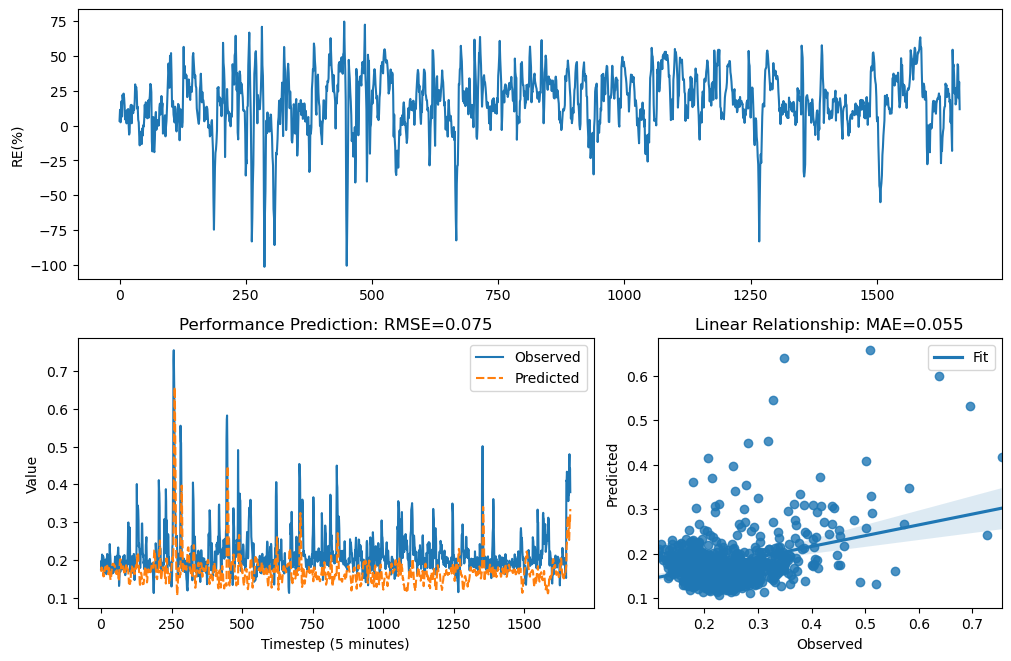 75
50
25
0
−25
−50
−75
−100
RE(%)
0 250 500 750 1000 1250 1500
Performance Prediction: RMSE=0.075
Observed
Predicted
0.7
0.6
0.5
0.4
0.3
0.2
0.1
Value
0 250 500 750 1000 1250 1500
Timestep (5 minutes)
Linear Relationship: MAE=0.055
Fit
0.6
0.5
0.4
0.3
0.2
0.1
Predicted
0.2 0.3 0.4 0.5 0.6 0.7
Observed